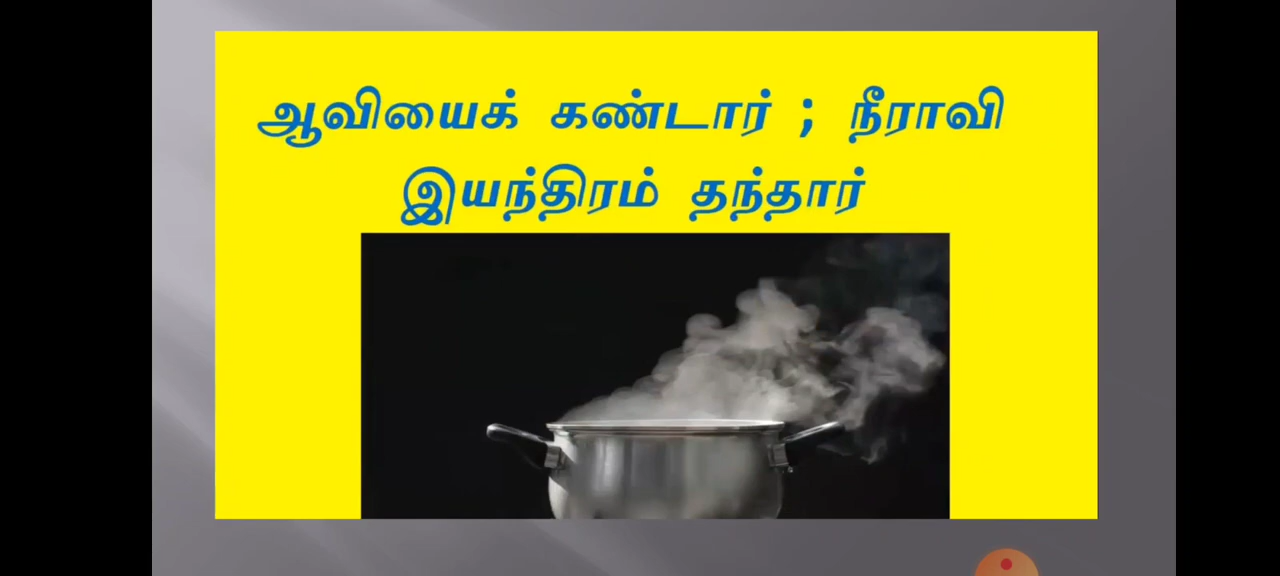 ஆவியைக் கண்டார் ; நீராவி
இயந்திரம் தந்தார்